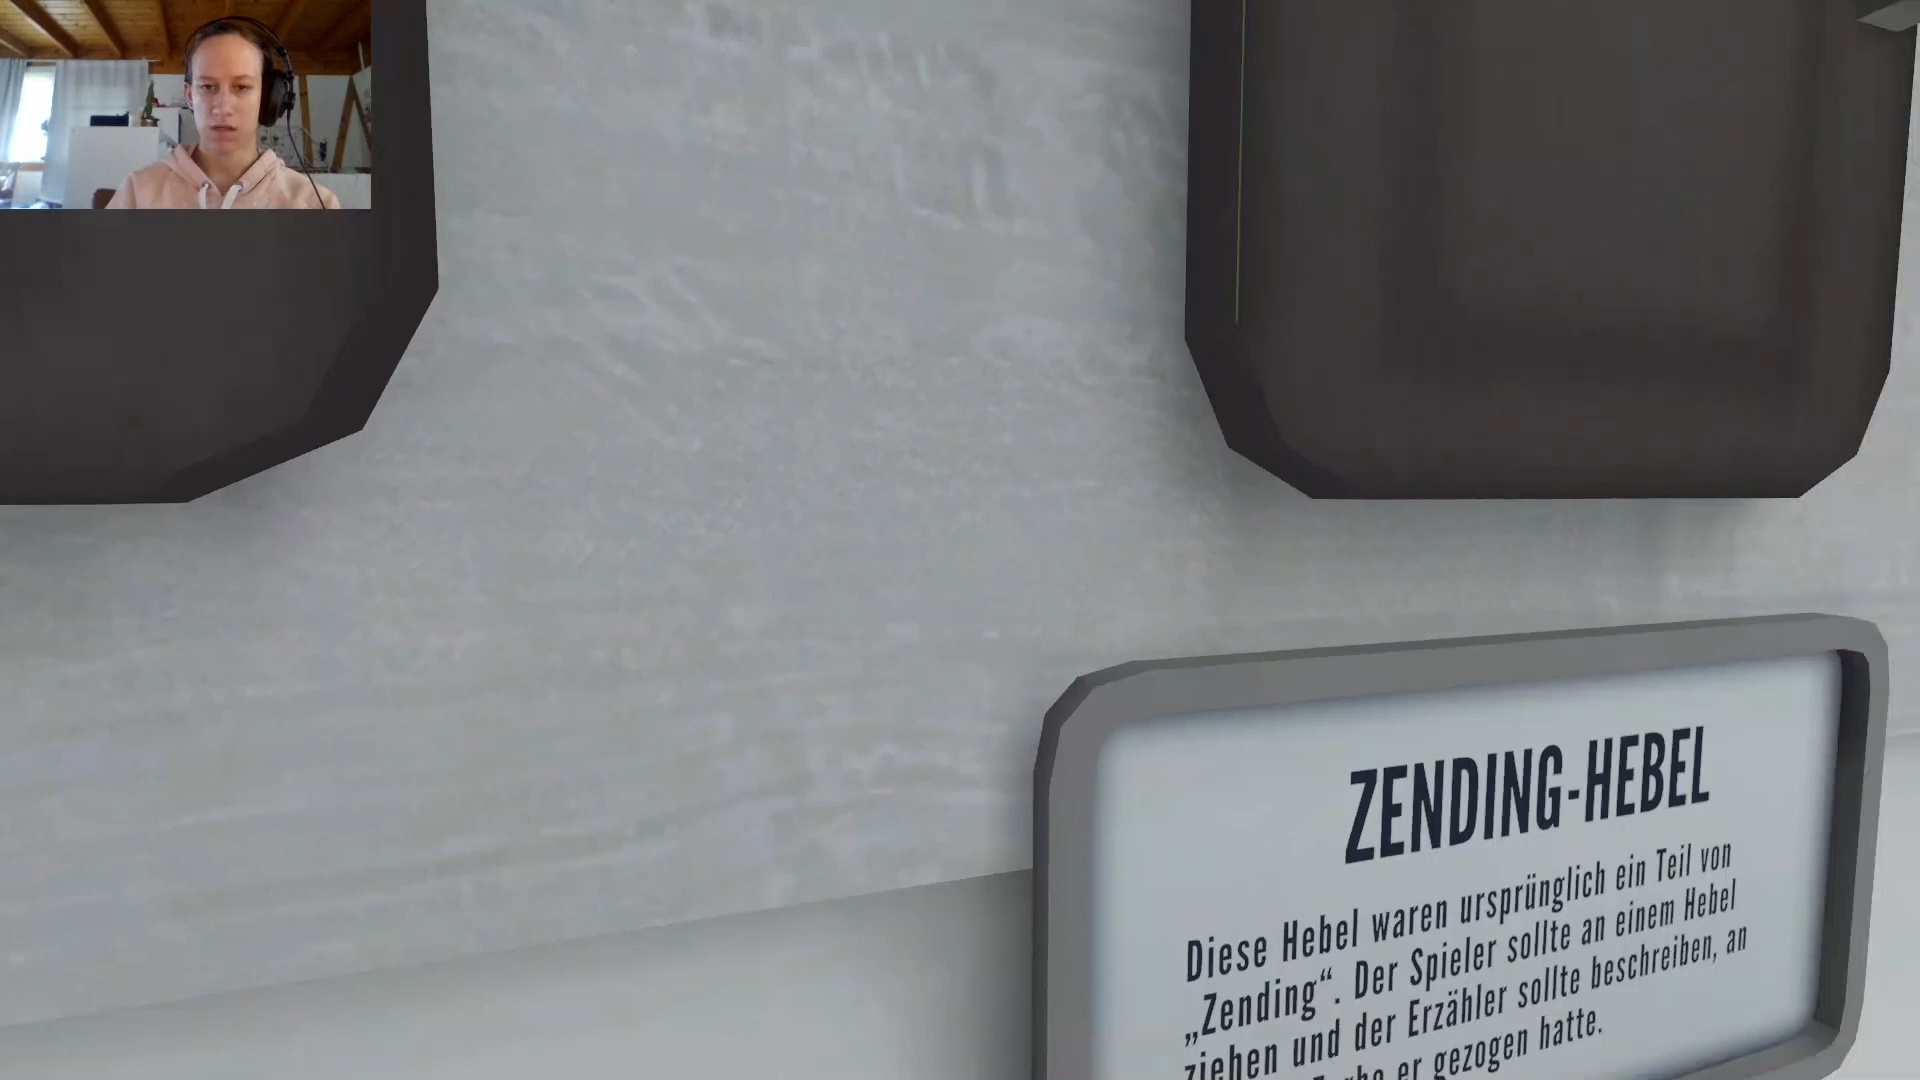 ZENDING-HEBEL
Diese Hebel waren ursprünglich ein Teil von
„Zending“. Der Spieler sollte an einem Hebel
ziehen und der Erzähler sollte beschreiben, an
er gezogen hatte.